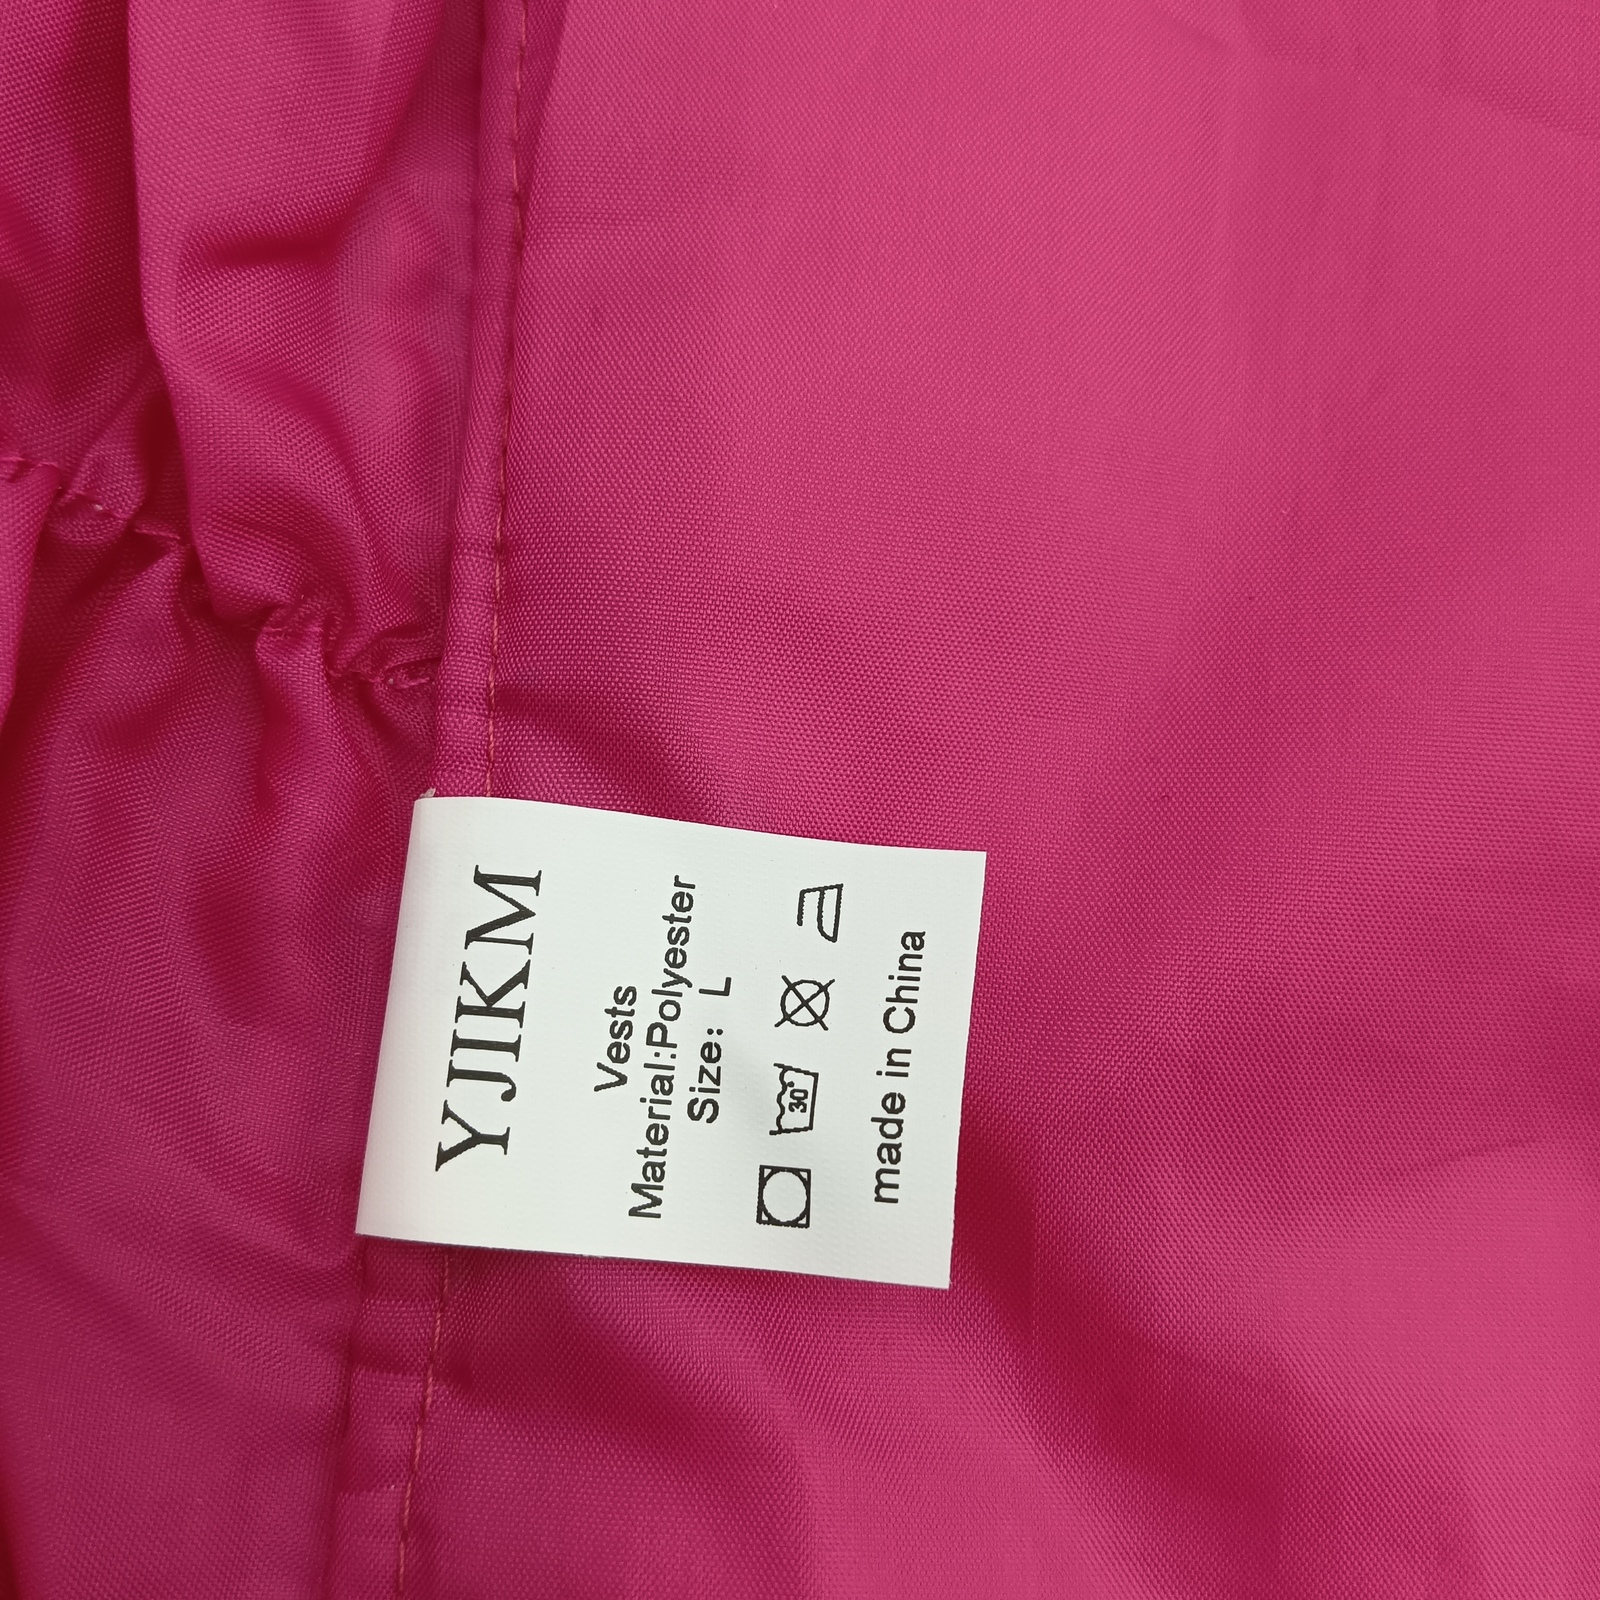 YJIKM
Vests
Material:Polyester
Size: L
30°
made in China